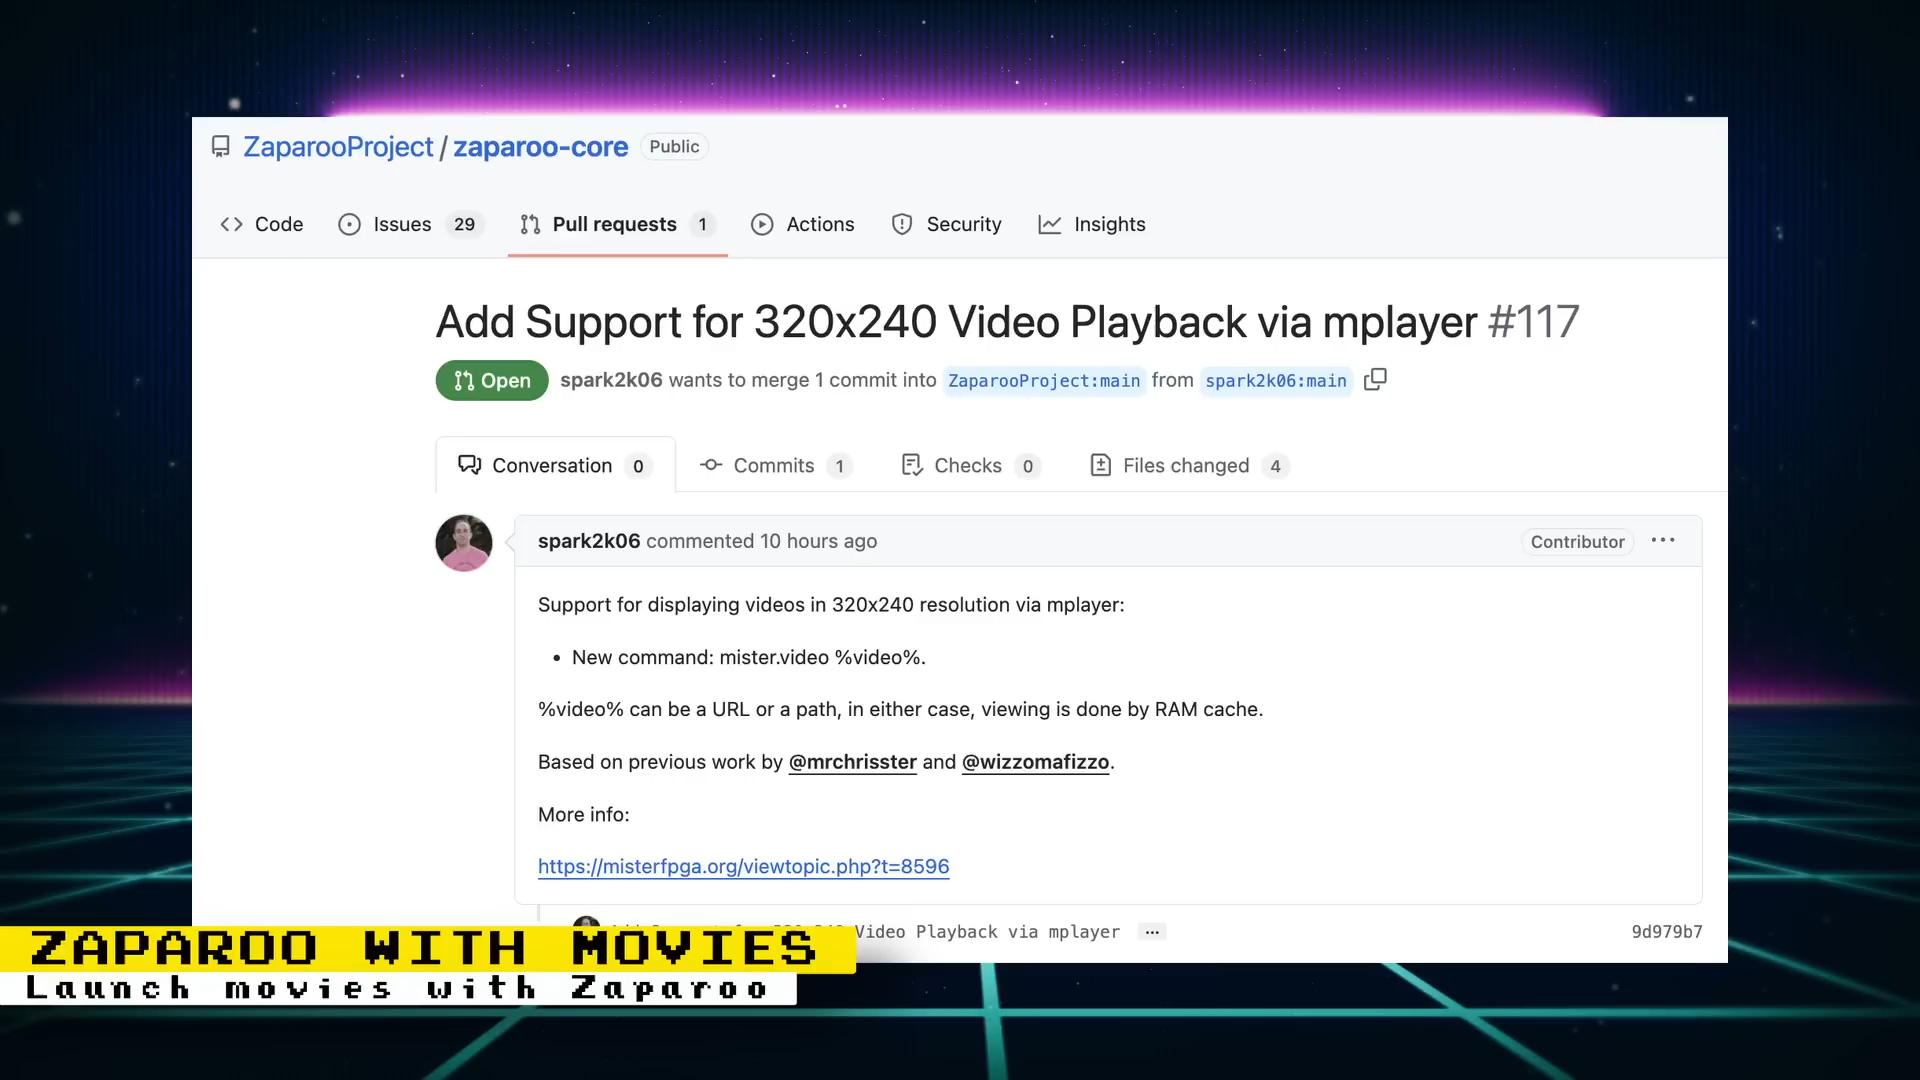 ZaparooProject / zaparoo-core Public
Code Issues 29 Pull requests 1 Actions Security Insights
Add Support for 320x240 Video Playback via mplayer #117
Open spark2k06 wants to merge 1 commit into ZaparooProject:main from spark2k06:main
Conversation 0 Commits 1 Checks 0 Files changed 4
spark2k06 commented 10 hours ago Contributor
Support for displaying videos in 320x240 resolution via mplayer:
• New command: mister.video %video%.
%video% can be a URL or a path, in either case, viewing is done by RAM cache.
Based on previous work by @mrchrisster and @wizzomafizzo.
More info:
https://misterfpga.org/viewtopic.php?t=8596
Video Playback via mplayer ... 9d979b7
ZAPAROO WITH MOVIES
Launch movies with Zaparoo